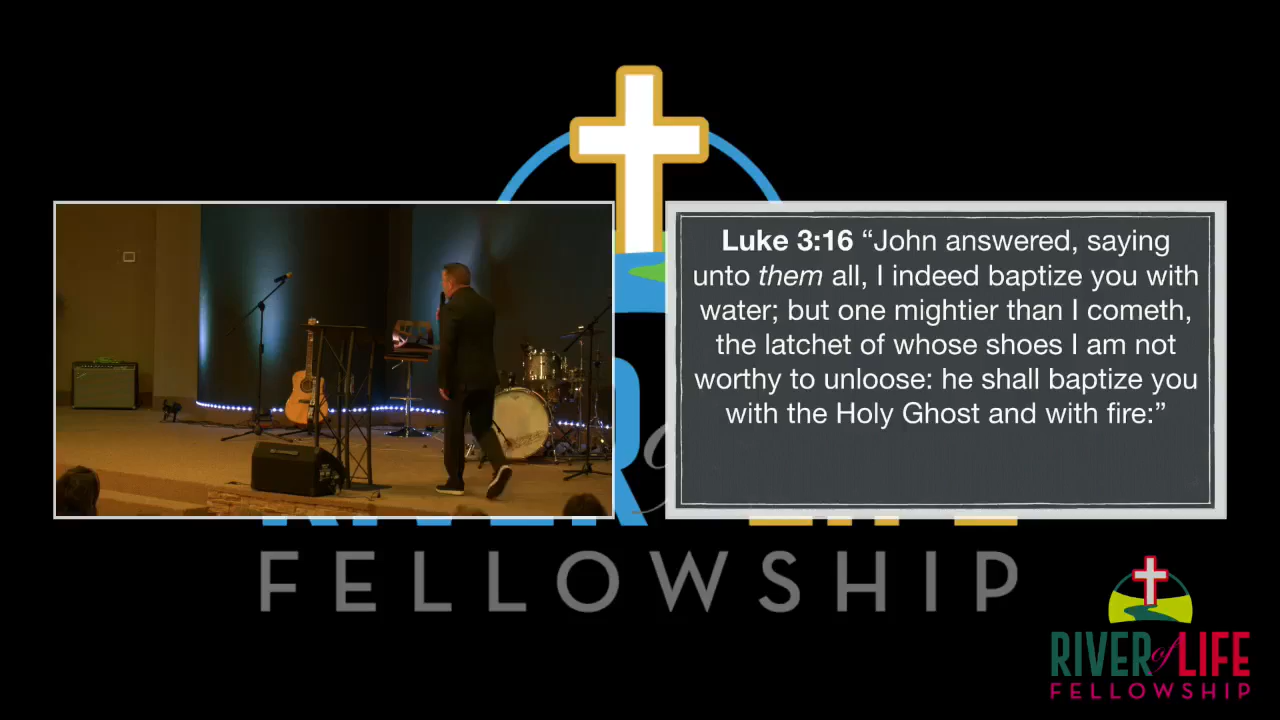 Luke 3:16 “John answered, saying
unto them all, I indeed baptize you with
water; but one mightier than I cometh,
the latchet of whose shoes I am not
worthy to unloose: he shall baptize you
with the Holy Ghost and with fire:”
FELLOWSHIP
RIVER of LIFE
FELLOWSHIP